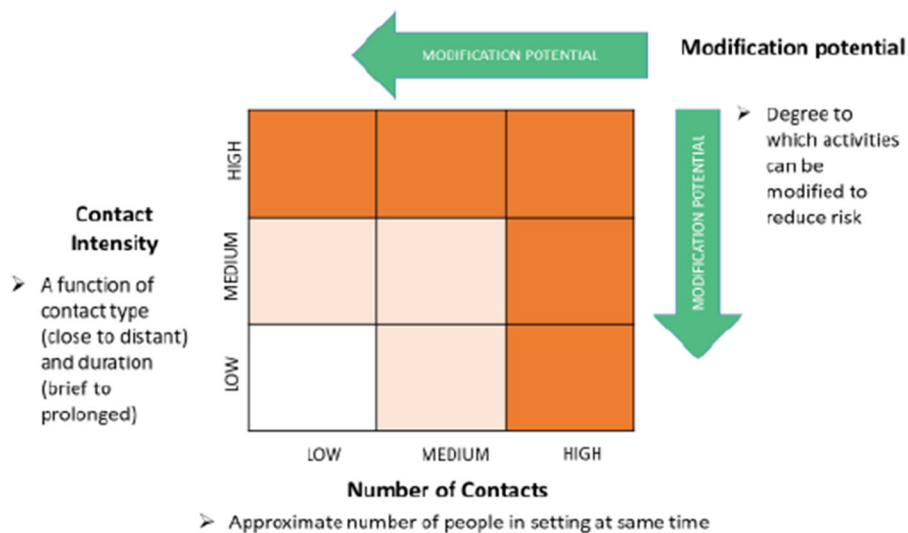 MODIFICATION POTENTIAL
Modification potential
➤ Degree to
which activities
can be
modified to
reduce risk
MODIFICATION POTENTIAL
HIGH
MEDIUM
LOW
Contact
Intensity
➤ A function of
contact type
(close to distant)
and duration
(brief to
prolonged)
LOW
MEDIUM
HIGH
Number of Contacts
➤ Approximate number of people in setting at same time